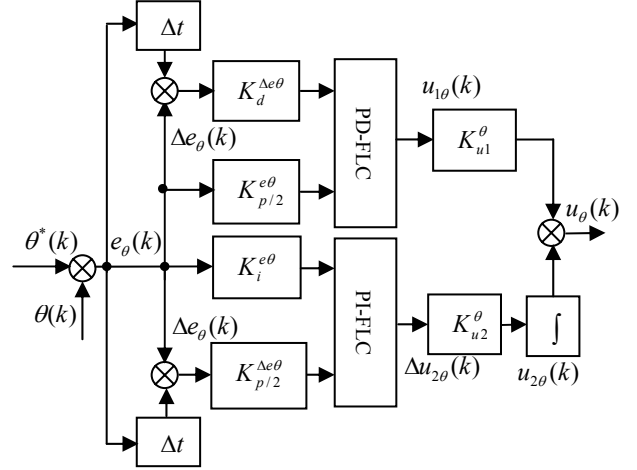 Δt
K_d^{Δeθ}
PD-FLC
u_{1θ}(k)
K_{u1}^θ
Δe_θ(k)
K_{p/2}^{eθ}
θ^*(k)
e_θ(k)
u_θ(k)
K_i^{eθ}
θ(k)
Δe_θ(k)
PI-FLC
K_{u2}^θ
∫
K_{p/2}^{Δeθ}
Δu_{2θ}(k)
u_{2θ}(k)
Δt